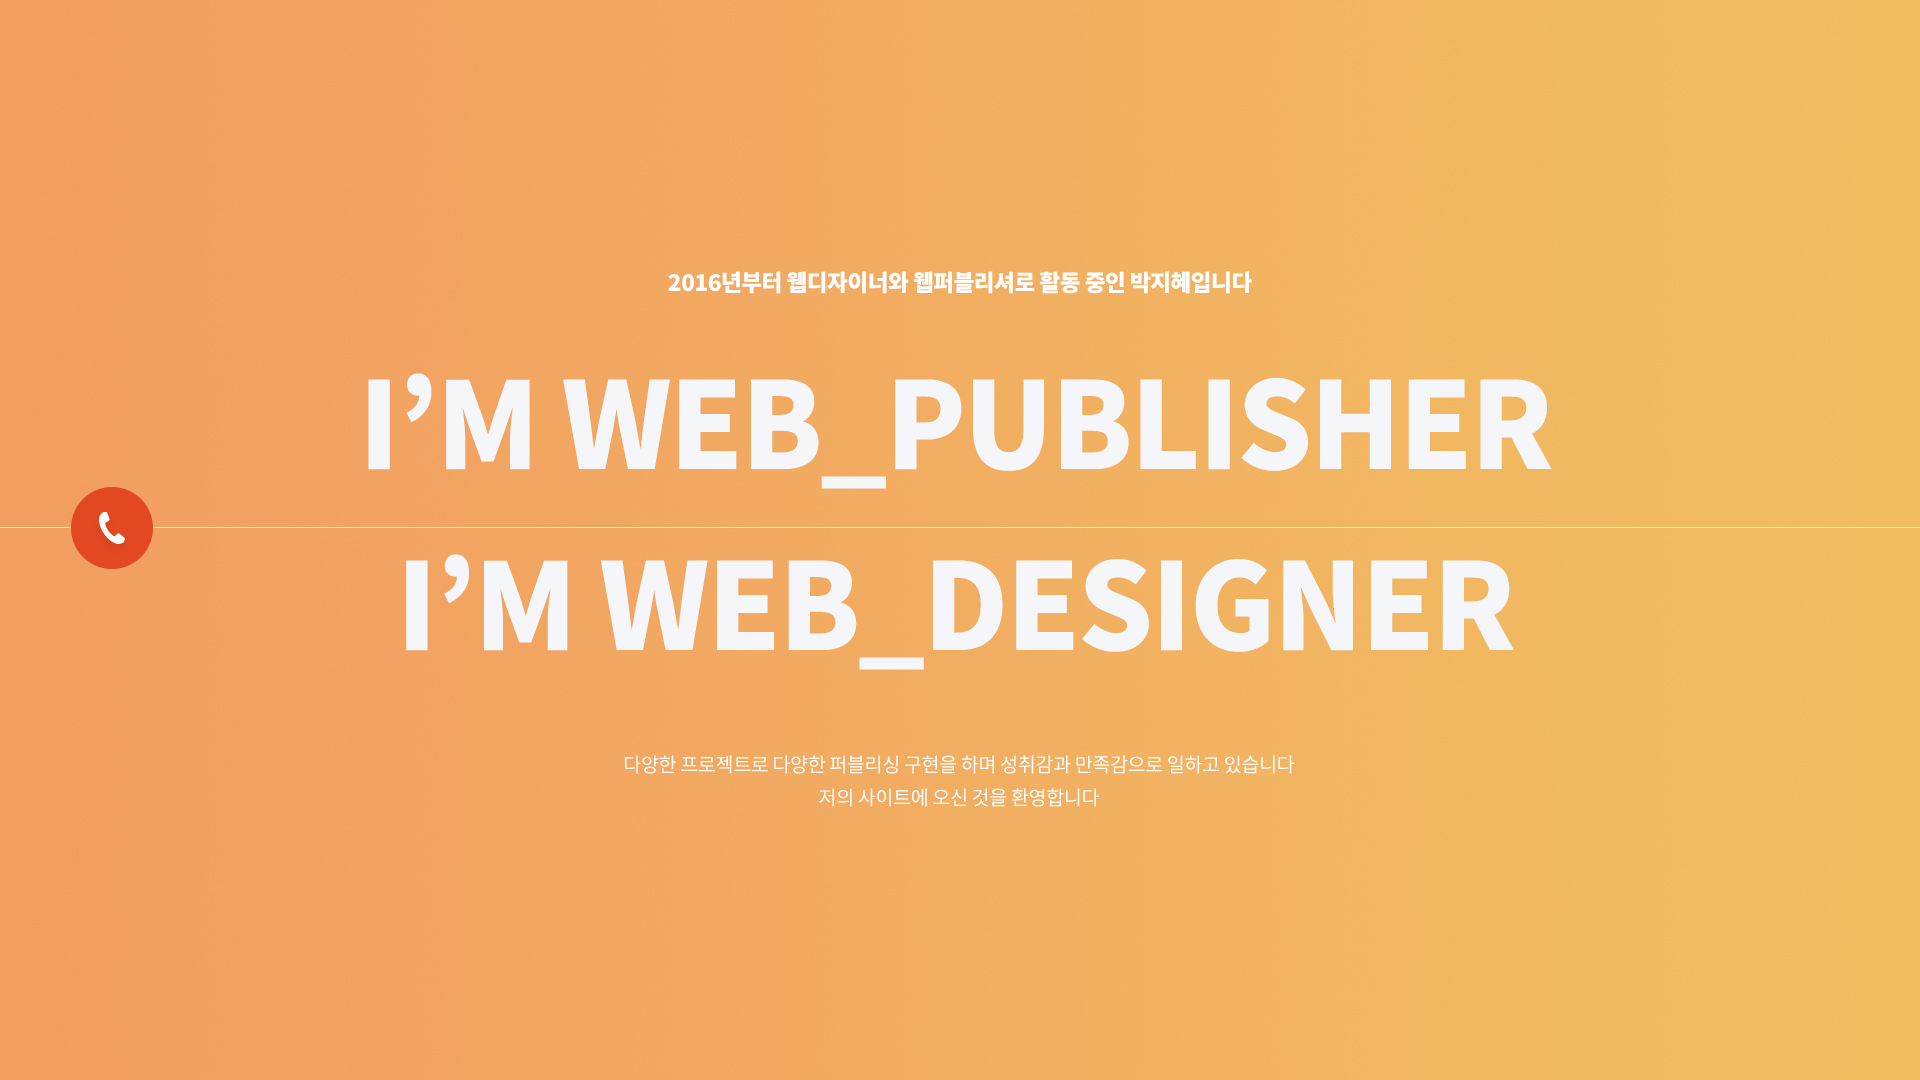 2016년부터 웹디자이너와 웹퍼블리셔로 활동 중인 박지혜입니다
I’M WEB_PUBLISHER
I’M WEB_DESIGNER
다양한 프로젝트로 다양한 퍼블리싱 구현을 하며 성취감과 만족감으로 일하고 있습니다
저의 사이트에 오신 것을 환영합니다